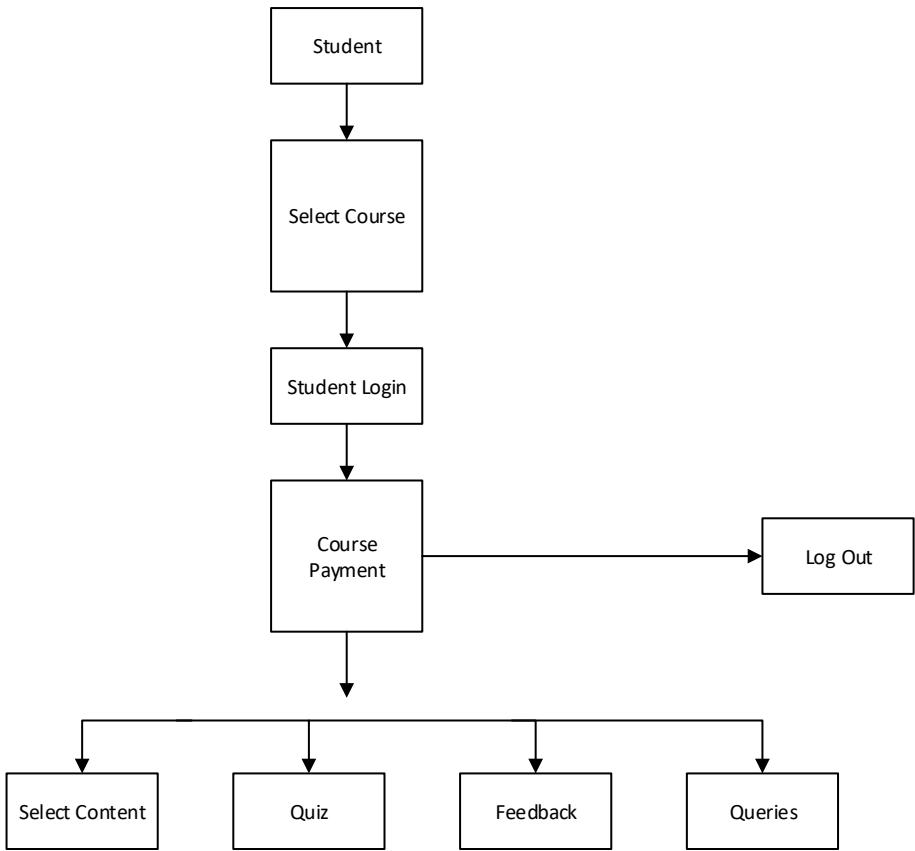 Student
Select Course
Student Login
Course
Payment
Log Out
Select Content
Quiz
Feedback
Queries